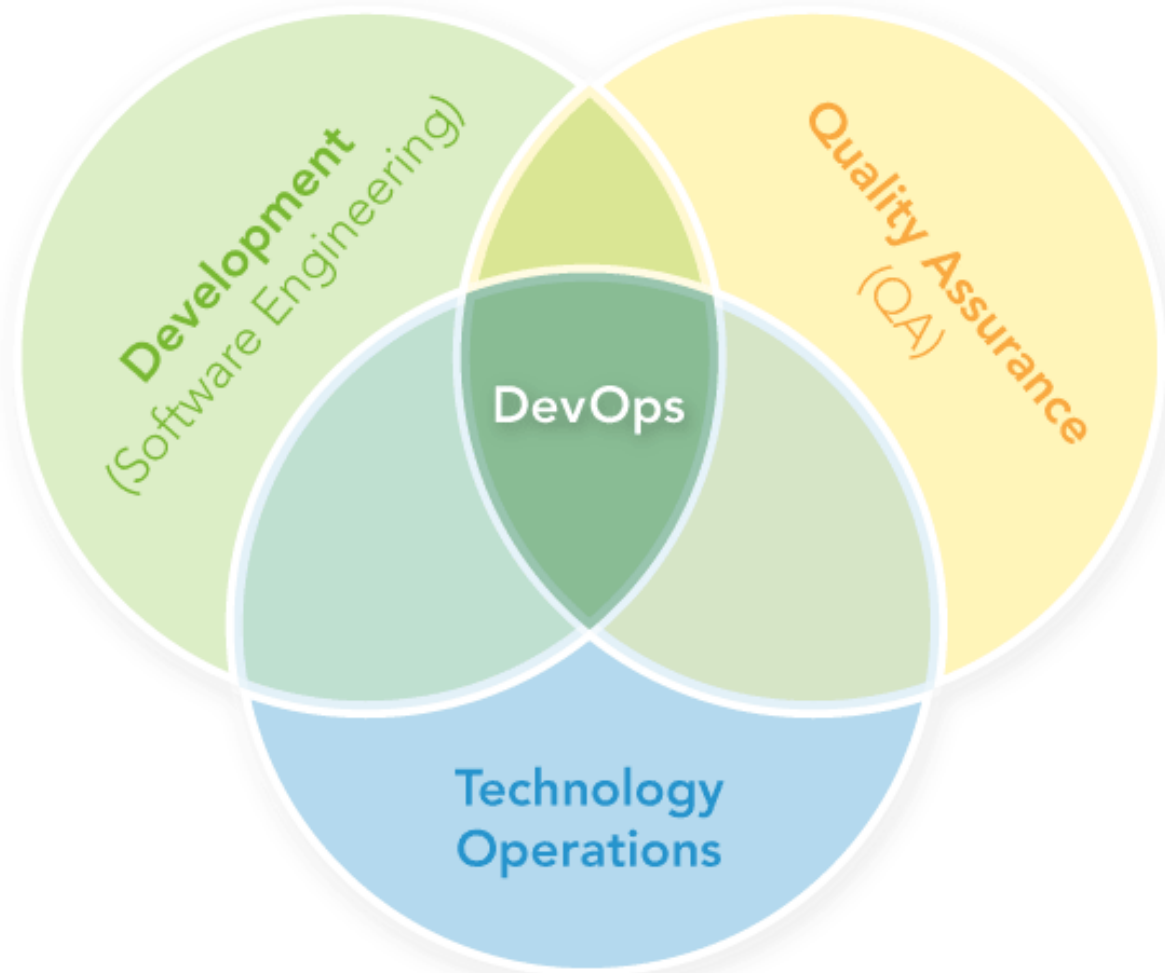 Development
(Software Engineering)
Quality Assurance
(QA)
DevOps
Technology
Operations